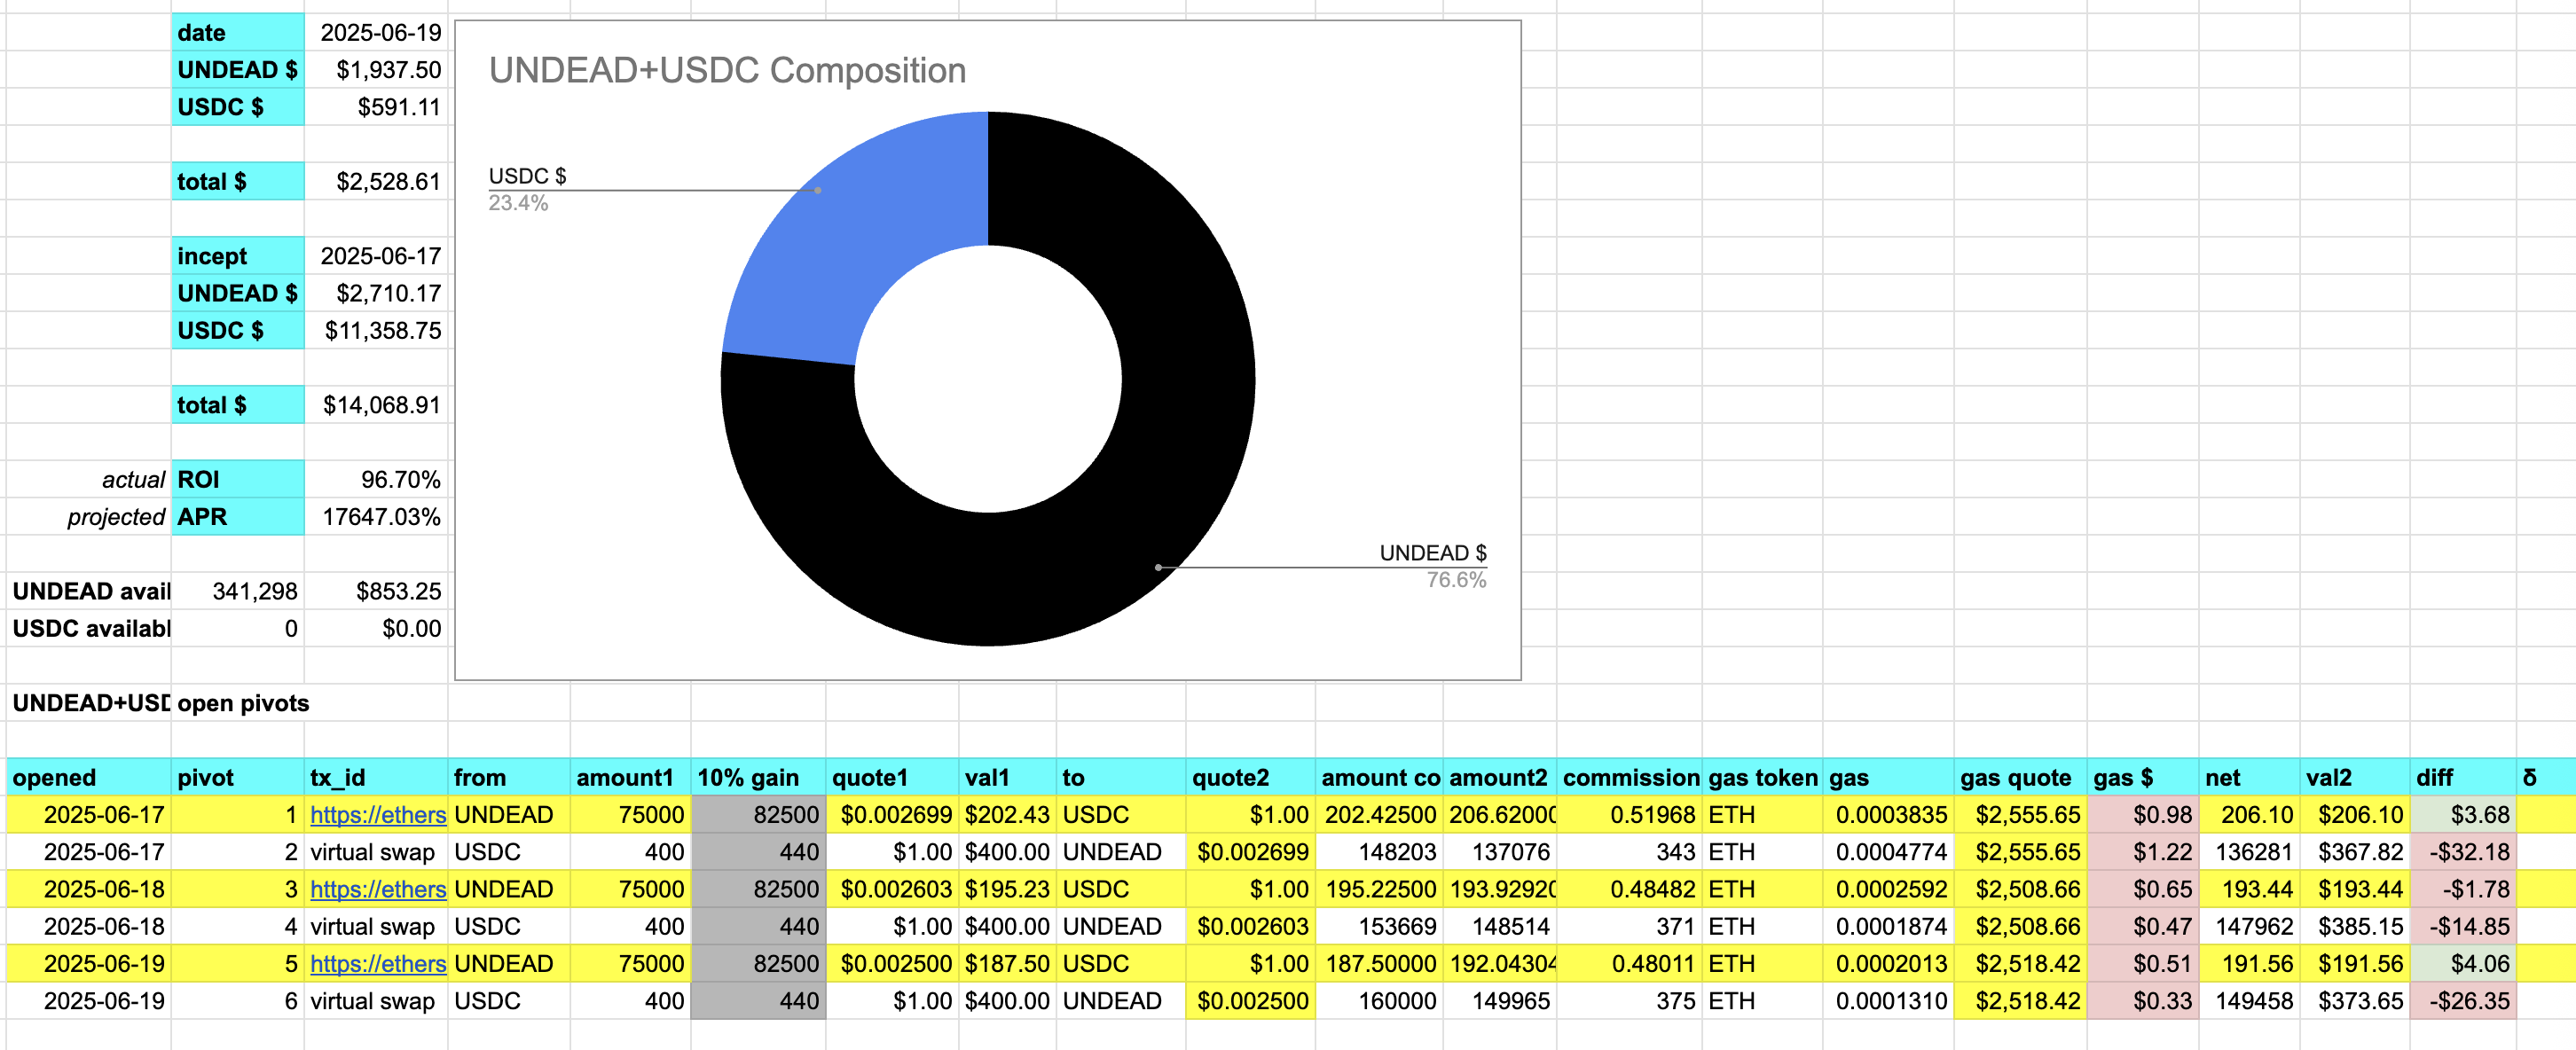 date 2025-06-19
UNDEAD $ $1,937.50
USDC $ $591.11
total $ $2,528.61
incept 2025-06-17
UNDEAD $ $2,710.17
USDC $ $11,358.75
total $ $14,068.91
actual ROI 96.70%
projected APR 17647.03%
UNDEAD avail 341,298 $853.25
USDC availabl 0 $0.00
UNDEAD+USDC Composition
USDC $
23.4%
UNDEAD $
76.6%
UNDEAD+USD open pivots
opened pivot tx_id from amount1 10% gain quote1 val1 to quote2 amount co amount2 commission gas token gas gas quote gas $ net val2 diff δ
2025-06-17 1 https://ethers UNDEAD 75000 82500 $0.002699 $202.43 USDC $1.00 202.42500 206.62000 0.51968 ETH 0.0003835 $2,555.65 $0.98 206.10 $206.10 $3.68
2025-06-17 2 virtual swap USDC 400 440 $1.00 $400.00 UNDEAD $0.002699 148203 137076 343 ETH 0.0004774 $2,555.65 $1.22 136281 $367.82 -$32.18
2025-06-18 3 https://ethers UNDEAD 75000 82500 $0.002603 $195.23 USDC $1.00 195.22500 193.92920 0.48482 ETH 0.0002592 $2,508.66 $0.65 193.44 $193.44 -$1.78
2025-06-18 4 virtual swap USDC 400 440 $1.00 $400.00 UNDEAD $0.002603 153669 148514 371 ETH 0.0001874 $2,508.66 $0.47 147962 $385.15 -$14.85
2025-06-19 5 https://ethers UNDEAD 75000 82500 $0.002500 $187.50 USDC $1.00 187.50000 192.04304 0.48011 ETH 0.0002013 $2,518.42 $0.51 191.56 $191.56 $4.06
2025-06-19 6 virtual swap USDC 400 440 $1.00 $400.00 UNDEAD $0.002500 160000 149965 375 ETH 0.0001310 $2,518.42 $0.33 149458 $373.65 -$26.35